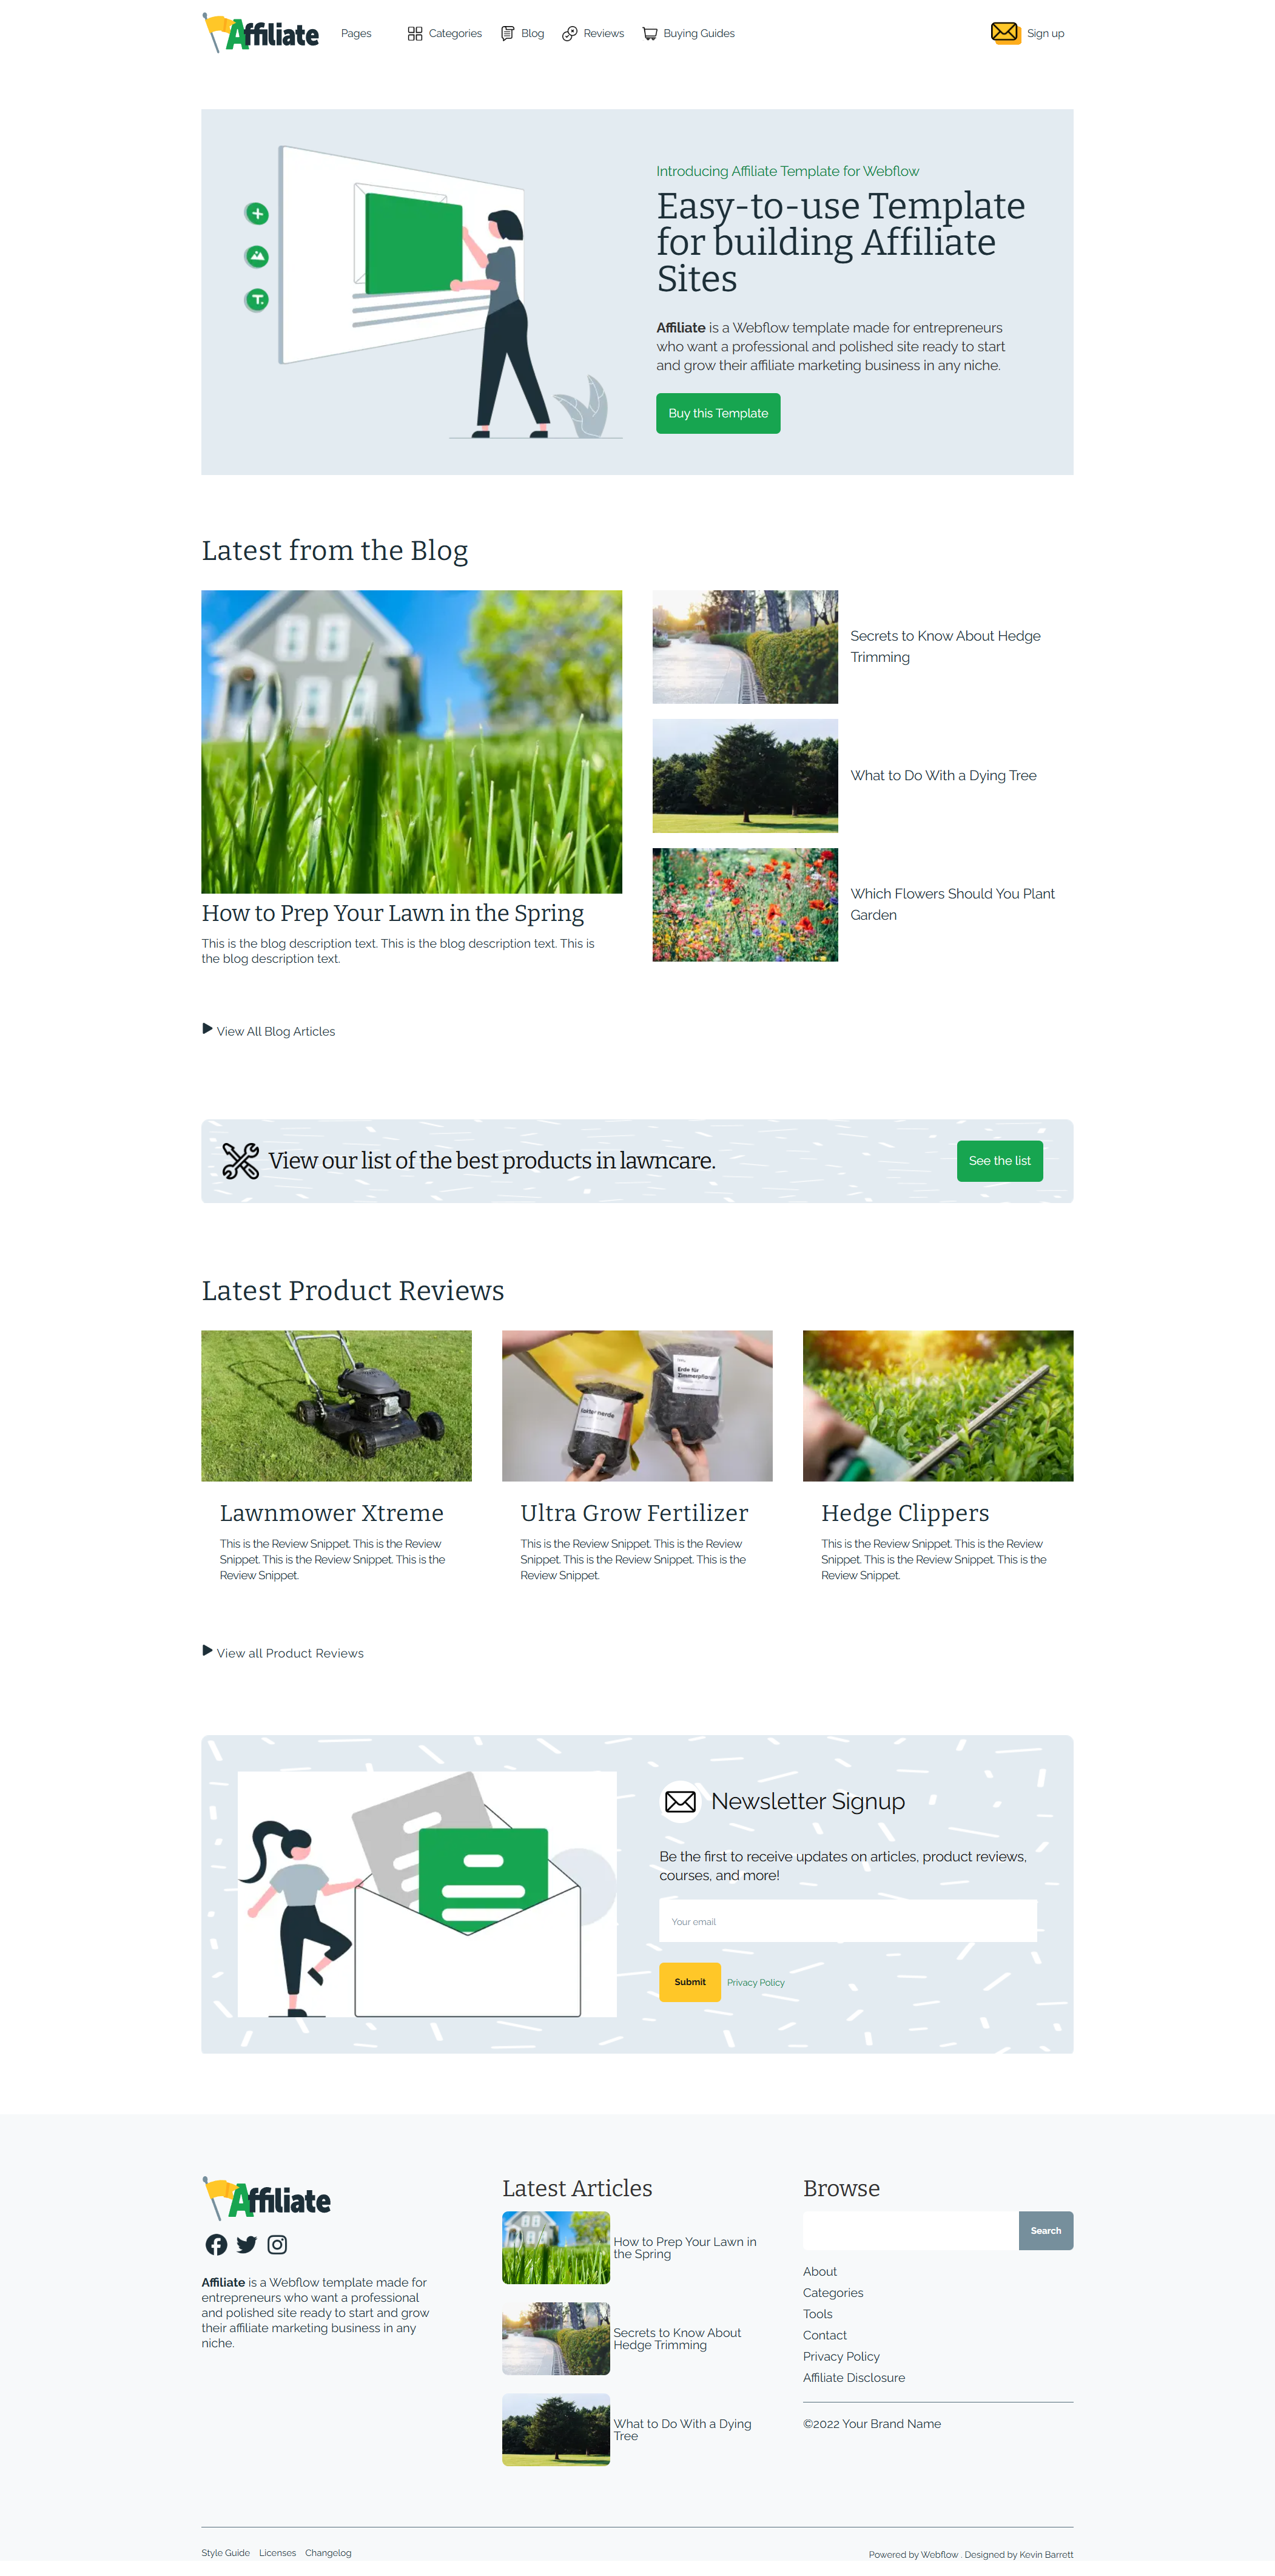 Affiliate
Pages
Categories
Blog
Reviews
Buying Guides
Sign up
Introducing Affiliate Template for Webflow
Easy-to-use Template
for building Affiliate
Sites
Affiliate is a Webflow template made for entrepreneurs
who want a professional and polished site ready to start
and grow their affiliate marketing business in any niche.
Buy this Template
T.
Latest from the Blog
How to Prep Your Lawn in the Spring
This is the blog description text. This is the blog description text. This is
the blog description text.
Secrets to Know About Hedge
Trimming
What to Do With a Dying Tree
Which Flowers Should You Plant
Garden
View All Blog Articles
View our list of the best products in lawncare.
See the list
Latest Product Reviews
Erde für
Zimmerpflanzen
Lawnmower Xtreme
This is the Review Snippet. This is the Review
Snippet. This is the Review Snippet. This is the
Review Snippet.
Ultra Grow Fertilizer
This is the Review Snippet. This is the Review
Snippet. This is the Review Snippet. This is the
Review Snippet.
Hedge Clippers
This is the Review Snippet. This is the Review
Snippet. This is the Review Snippet. This is the
Review Snippet.
View all Product Reviews
Newsletter Signup
Be the first to receive updates on articles, product reviews,
courses, and more!
Your email
Submit
Privacy Policy
Affiliate
Affiliate is a Webflow template made for
entrepreneurs who want a professional
and polished site ready to start and grow
their affiliate marketing business in any
niche.
Latest Articles
How to Prep Your Lawn in
the Spring
Secrets to Know About
Hedge Trimming
What to Do With a Dying
Tree
Browse
Search
About
Categories
Tools
Contact
Privacy Policy
Affiliate Disclosure
©2022 Your Brand Name
Style Guide
Licenses
Changelog
Powered by Webflow . Designed by Kevin Barrett